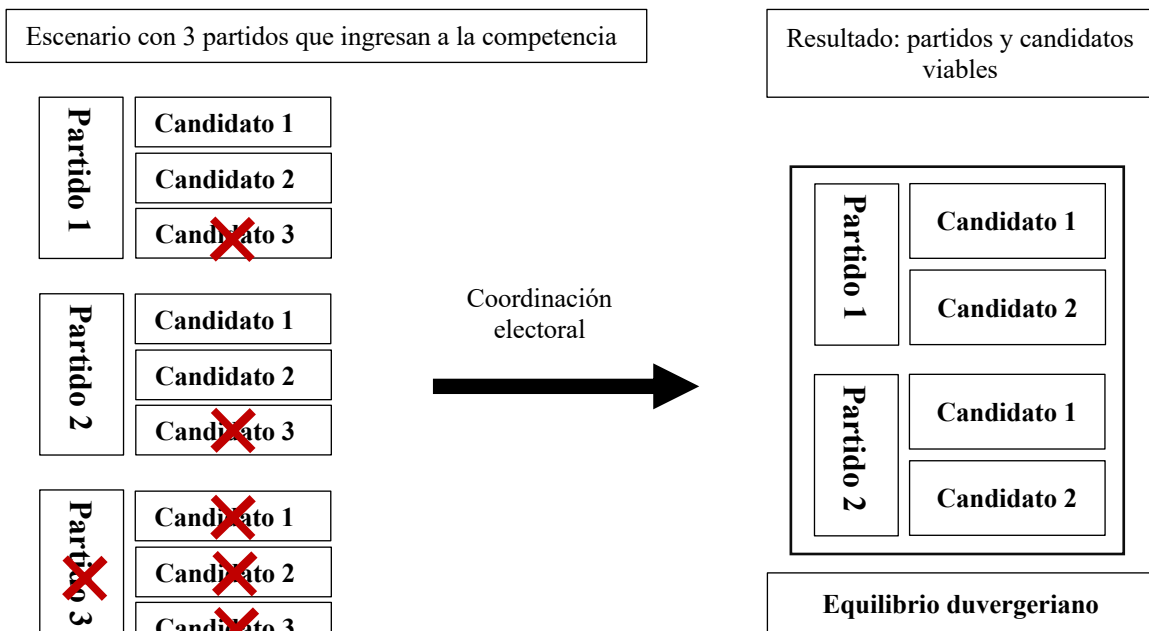 Escenario con 3 partidos que ingresan a la competencia
Resultado: partidos y candidatos
viables
Partido 1
Candidato 1
Candidato 2
Candidato 3
Partido 2
Candidato 1
Candidato 2
Candidato 3
Partido 3
Candidato 1
Candidato 2
Candidato 3
Coordinación
electoral
Partido 1
Candidato 1
Candidato 2
Partido 2
Candidato 1
Candidato 2
Equilibrio duvergeriano